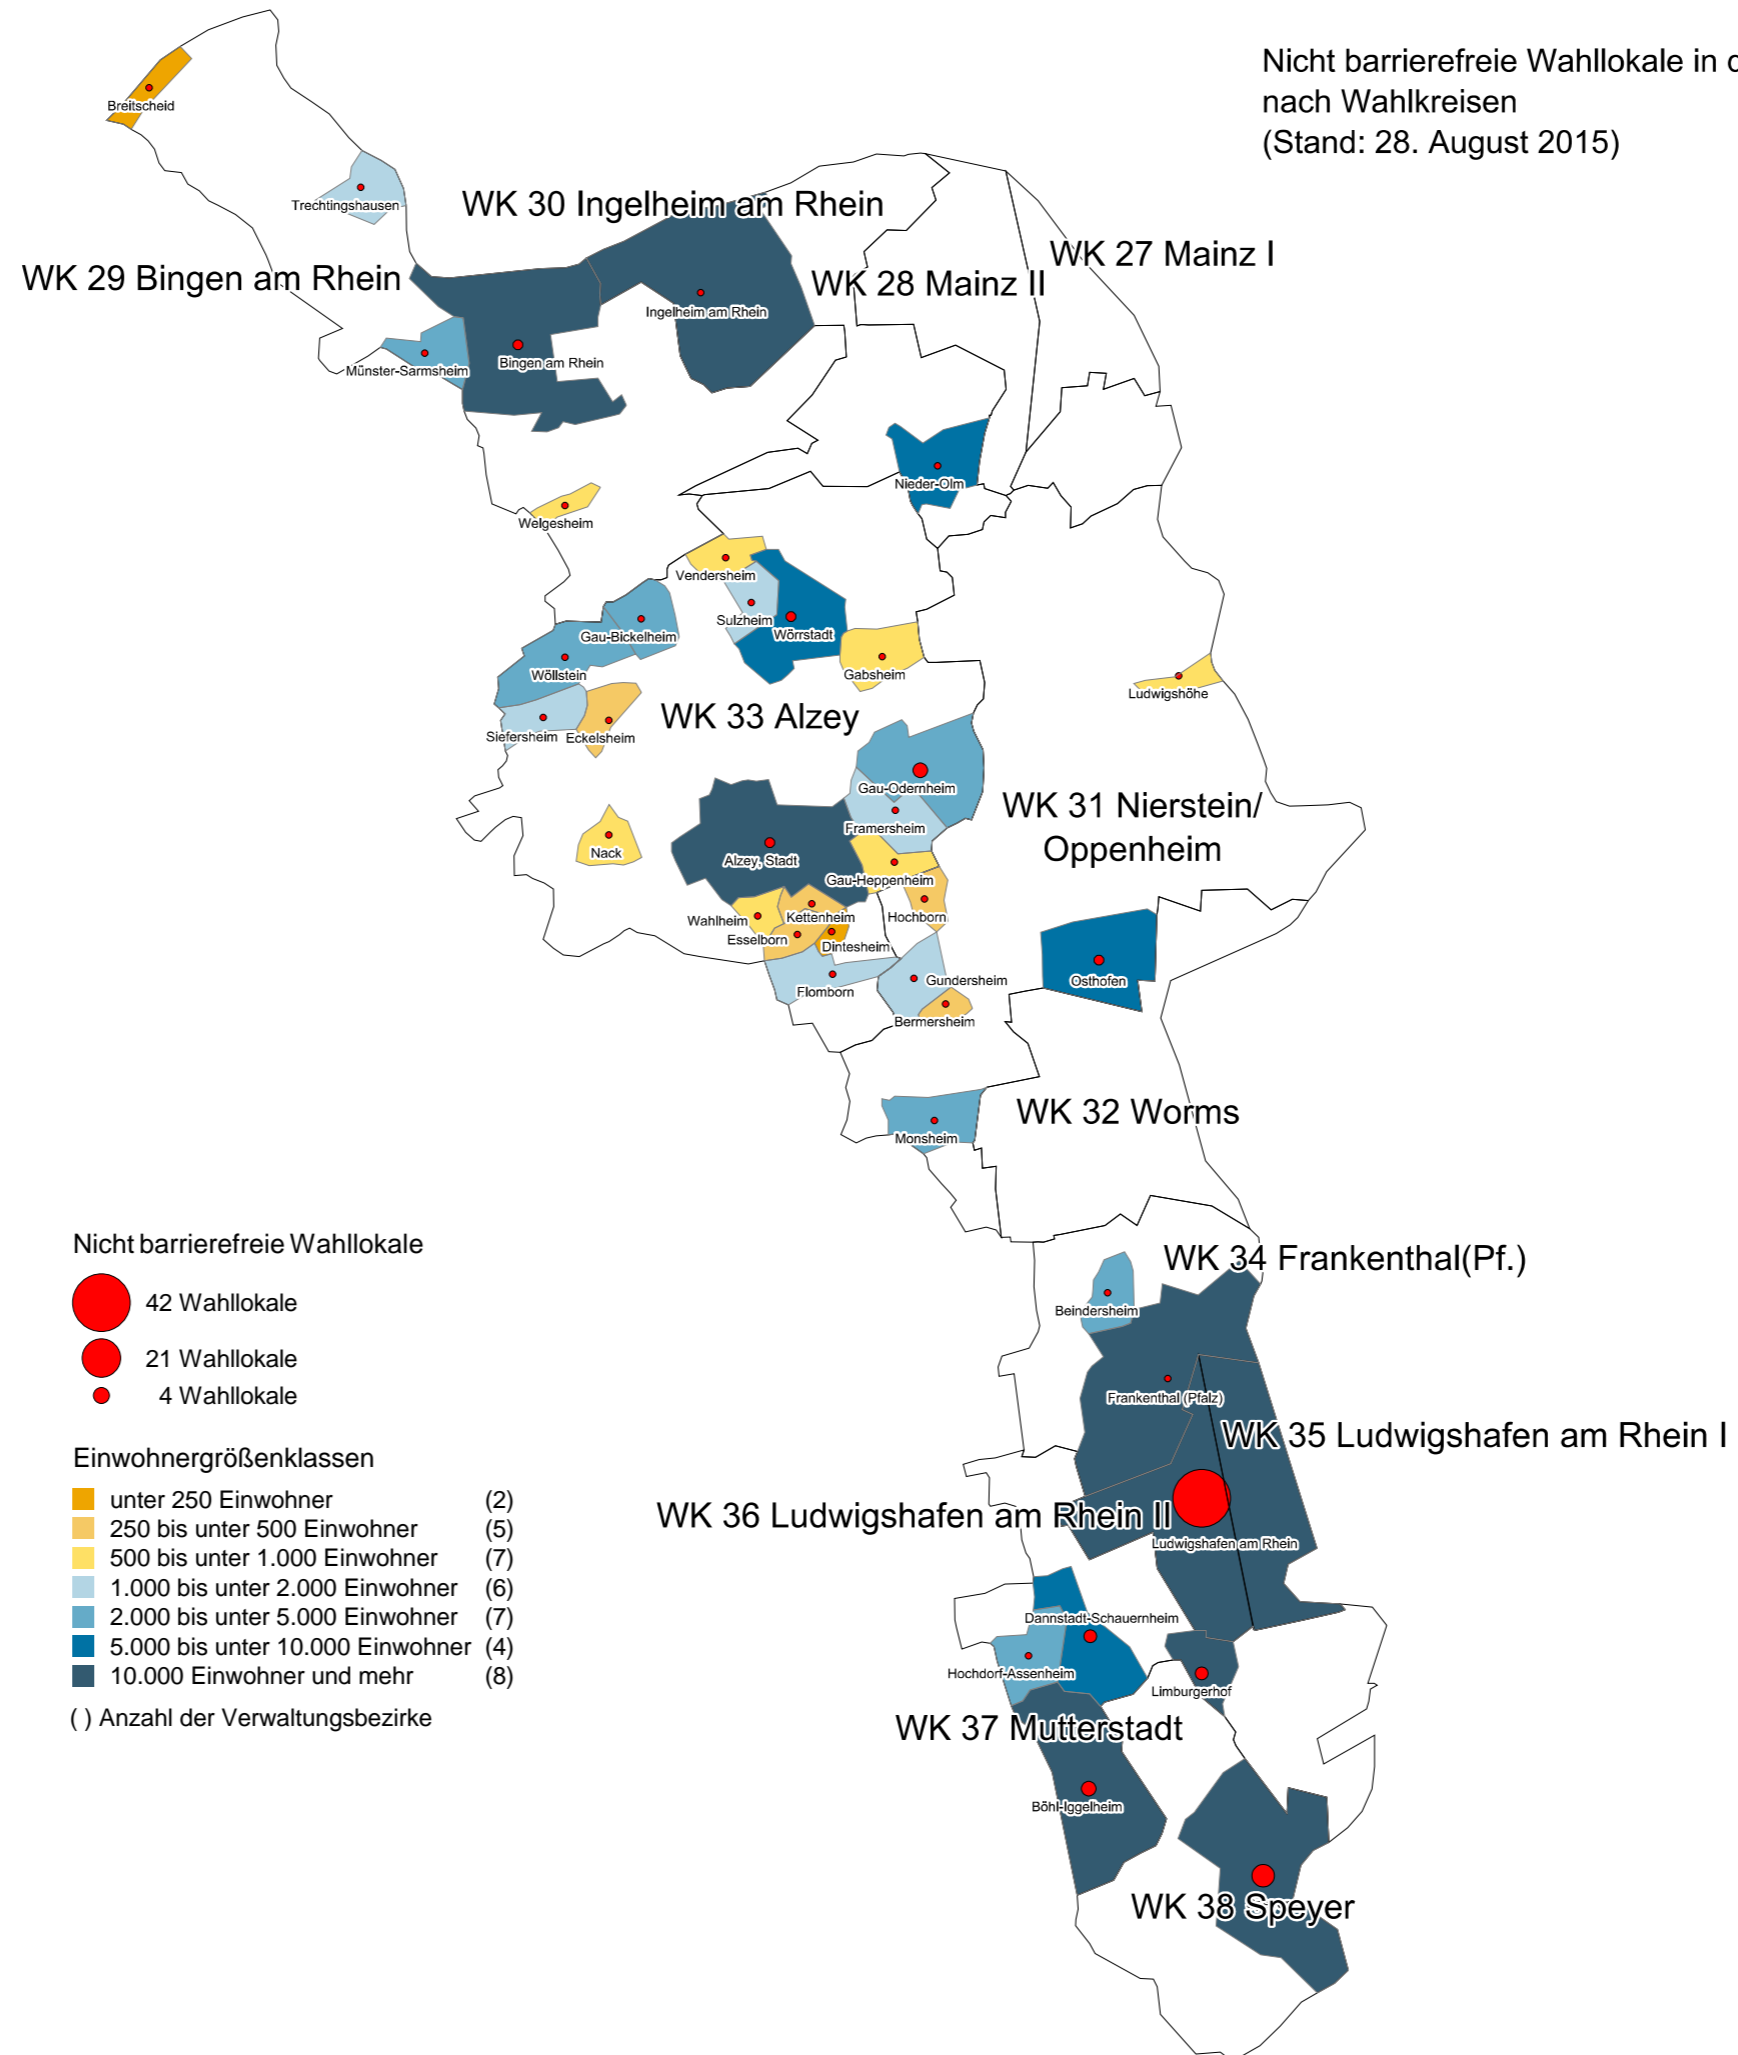 Nicht barrierefreie Wahllokale in
nach Wahlkreisen
(Stand: 28. August 2015)
Breitscheid
Trechtingshausen
WK 30 Ingelheim am Rhein
WK 27 Mainz I
WK 29 Bingen am Rhein
WK 28 Mainz II
Ingelheim am Rhein
Bingen am Rhein
Münster-Sarmsheim
Nieder-Olm
Welgesheim
Vendersheim
Sulzheim
Wörrstadt
Gau-Bickelheim
Wöllstein
Gabsheim
Ludwigshöhe
WK 33 Alzey
Siefersheim
Eckelsheim
Gau-Odernheim
WK 31 Nierstein/
Oppenheim
Framersheim
Nack
Alzey, Stadt
Gau-Heppenheim
Wahlheim
Kettenheim
Hochborn
Esselborn
Dintesheim
Flomborn
Gundersheim
Osthofen
Bermersheim
WK 32 Worms
Monsheim
Nicht barrierefreie Wahllokale
42 Wahllokale
21 Wahllokale
4 Wahllokale
WK 34 Frankenthal(Pf.)
Beindersheim
Frankenthal (Pfalz)
WK 35 Ludwigshafen am Rhein I
WK 36 Ludwigshafen am Rhein II
Ludwigshafen am Rhein
Einwohnergrößenklassen
unter 250 Einwohner (2)
250 bis unter 500 Einwohner (5)
500 bis unter 1.000 Einwohner (7)
1.000 bis unter 2.000 Einwohner (6)
2.000 bis unter 5.000 Einwohner (7)
5.000 bis unter 10.000 Einwohner (4)
10.000 Einwohner und mehr (8)
( ) Anzahl der Verwaltungsbezirke
Dannstadt-Schauernheim
Hochdorf-Assenheim
Limburgerhof
WK 37 Mutterstadt
Böhl-Iggelheim
WK 38 Speyer